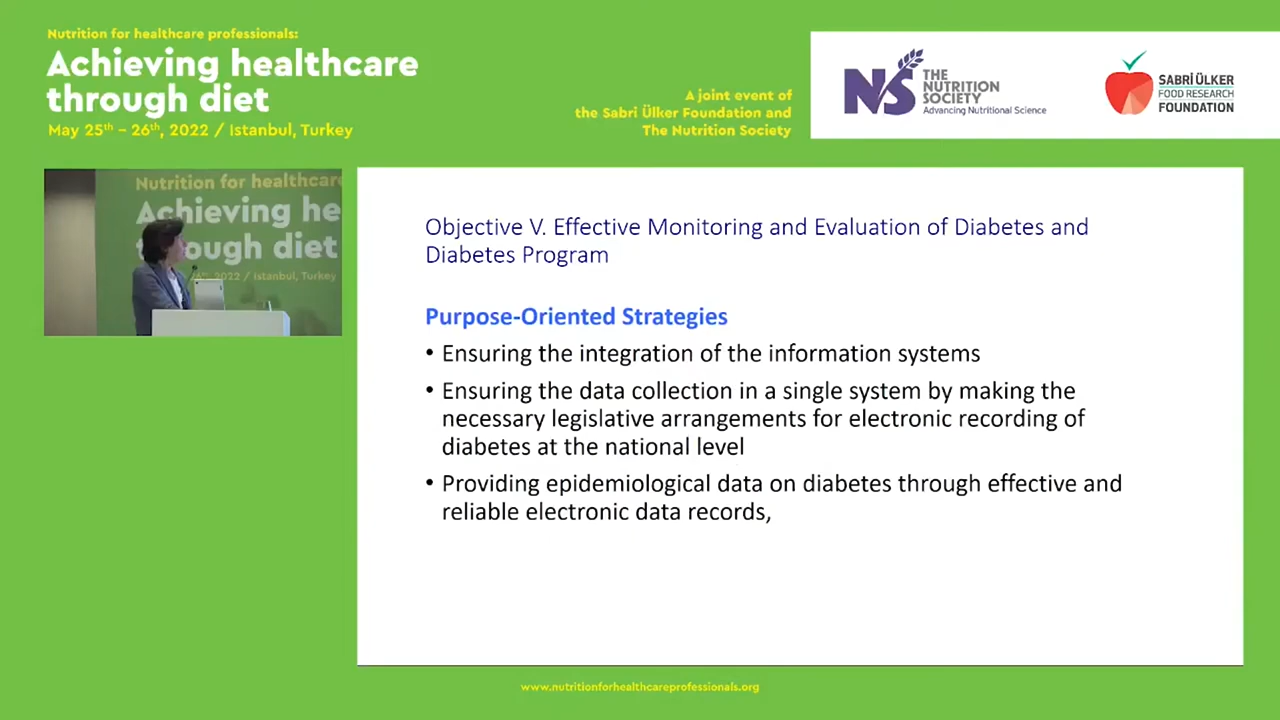 Nutrition for healthcare professionals:
Achieving healthcare
through diet
May 25th – 26th, 2022 / Istanbul, Turkey
A joint event of
the Sabri Ülker Foundation and
The Nutrition Society
NS
THE
NUTRITION
SOCIETY
Advancing Nutritional Science
SABRİ ÜLKER
FOOD RESEARCH
FOUNDATION
Nutrition for healthcare
Achieving he
through diet
2022 / Istanbul, Turkey
Objective V. Effective Monitoring and Evaluation of Diabetes and
Diabetes Program
Purpose-Oriented Strategies
• Ensuring the integration of the information systems
• Ensuring the data collection in a single system by making the
necessary legislative arrangements for electronic recording of
diabetes at the national level
• Providing epidemiological data on diabetes through effective and
reliable electronic data records,
www.nutritionforhealthcareprofessionals.org